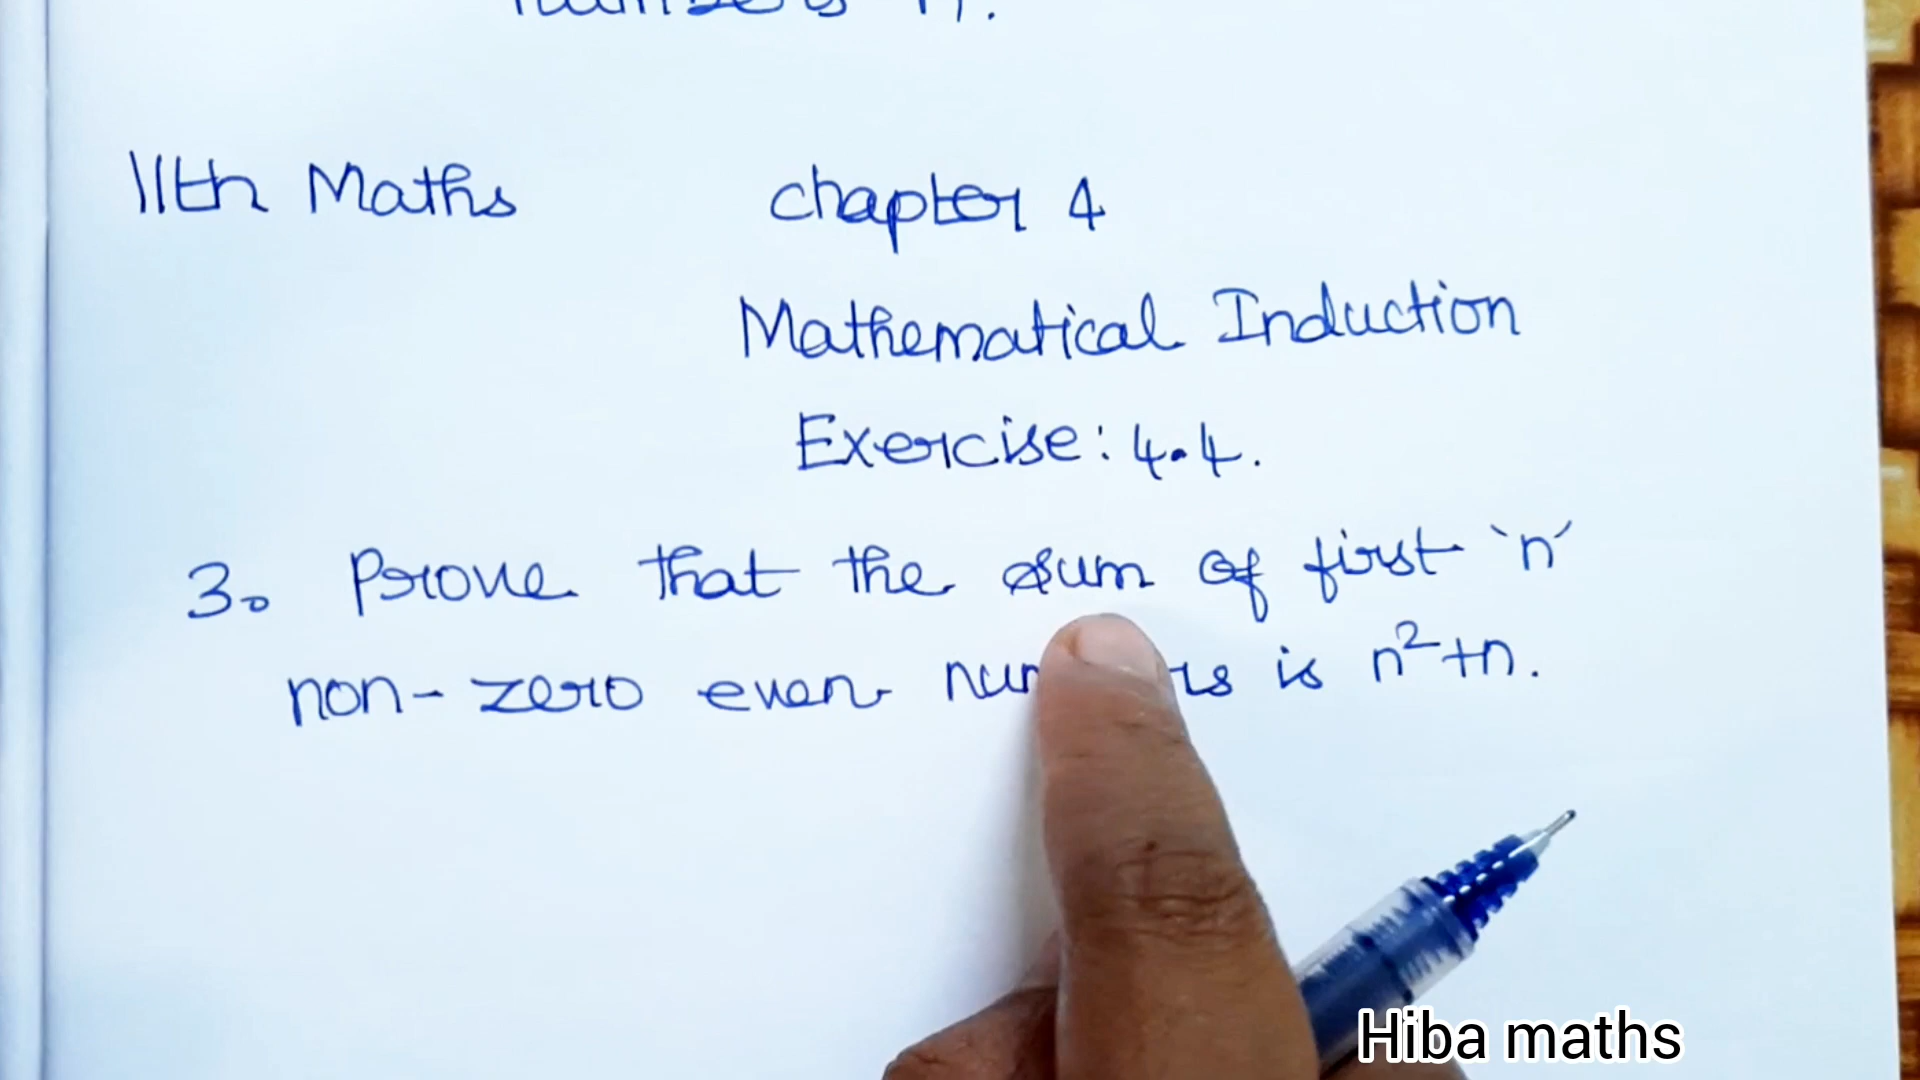 11th Maths chapter 4
Mathematical Induction
Exercise: 4.4.
3. Prove that the sum of first 'n'
non-zero even is n²+n.
Hiba maths